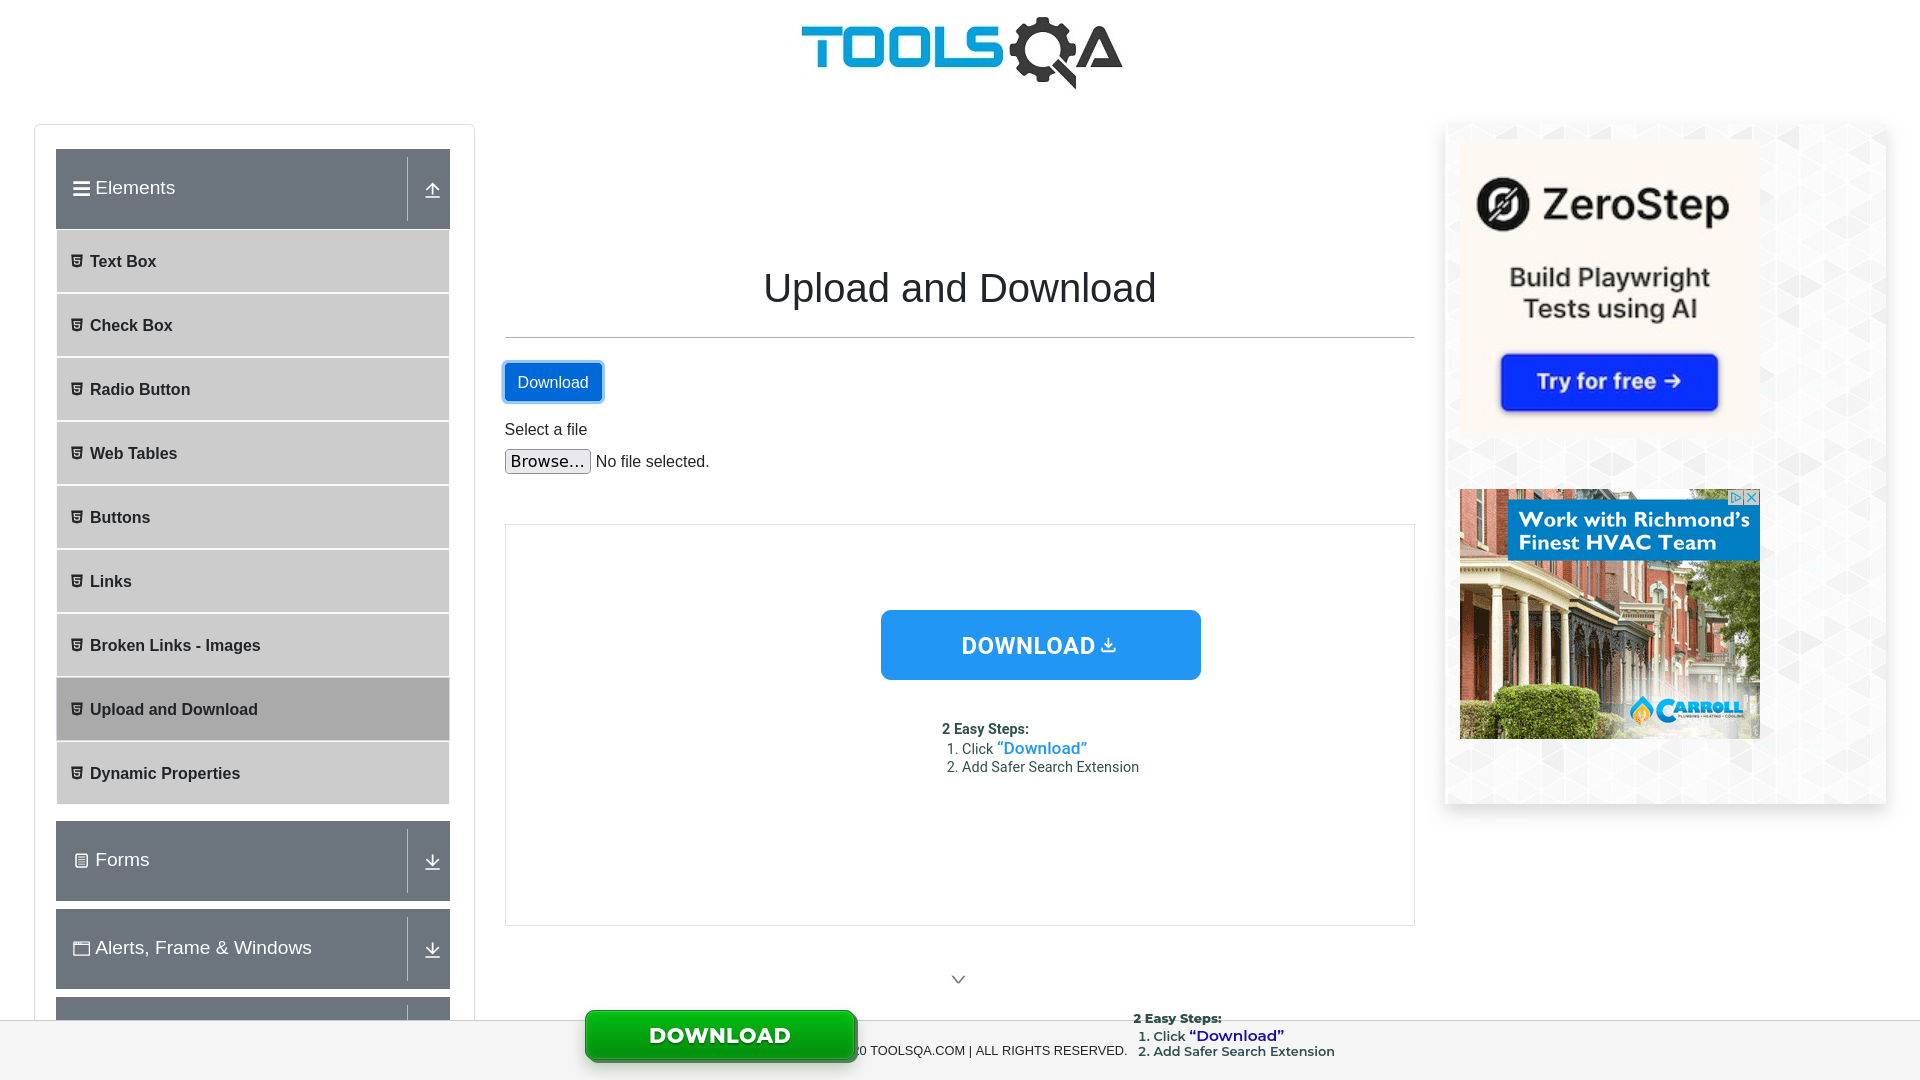 TOOLSQA
Elements
Text Box
Check Box
Radio Button
Web Tables
Buttons
Links
Broken Links - Images
Upload and Download
Dynamic Properties
Forms
Alerts, Frame & Windows
Upload and Download
Download
Select a file
Browse... No file selected.
DOWNLOAD
2 Easy Steps:
1. Click “Download”
2. Add Safer Search Extension
ZeroStep
Build Playwright
Tests using AI
Try for free →
Work with Richmond's
Finest HVAC Team
CARROLL
PLUMBING • HEATING • COOLING
DOWNLOAD
20 TOOLSQA.COM | ALL RIGHTS RESERVED.
2 Easy Steps:
1. Click “Download”
2. Add Safer Search Extension